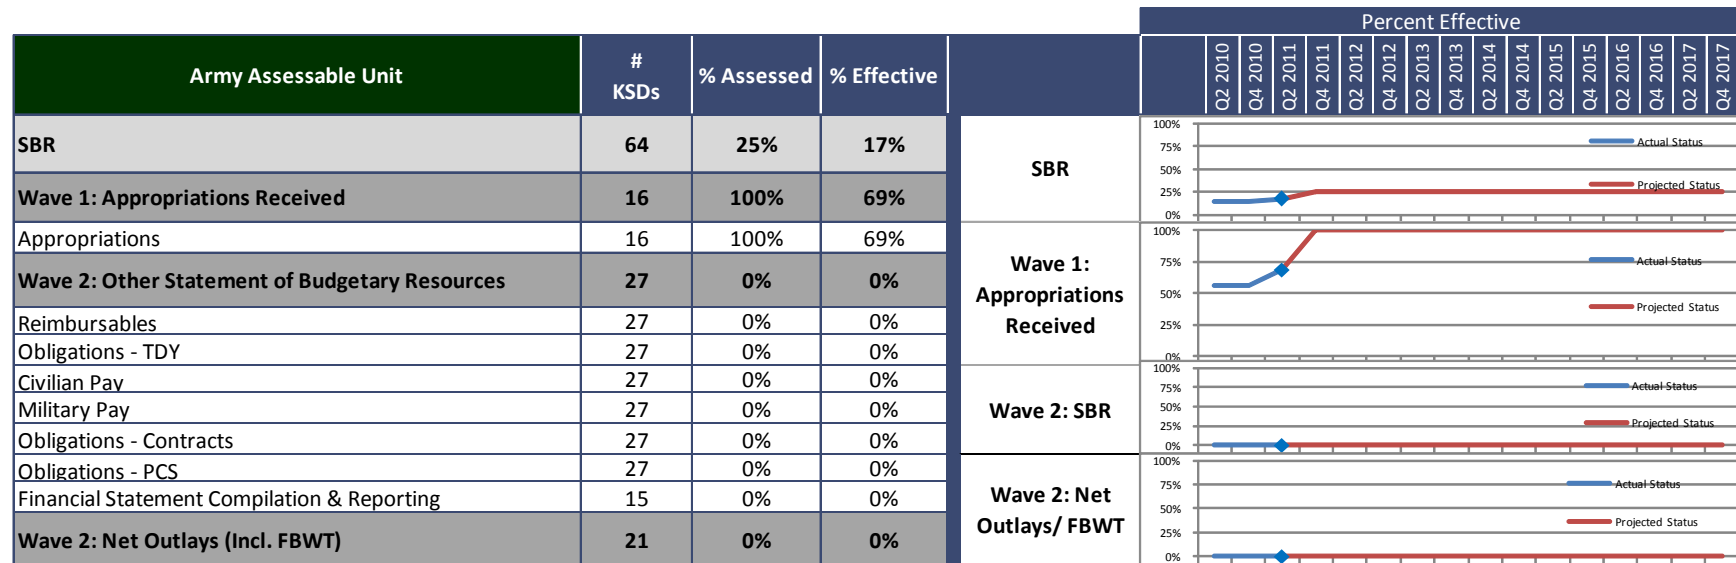 Percent Effective
Army Assessable Unit
#
KSDs
% Assessed
% Effective
Q2 2010
Q4 2010
Q2 2011
Q4 2011
Q2 2012
Q4 2012
Q2 2013
Q4 2013
Q2 2014
Q4 2014
Q2 2015
Q4 2015
Q2 2016
Q4 2016
Q2 2017
Q4 2017
SBR 64 25% 17%
Wave 1: Appropriations Received 16 100% 69%
Appropriations 16 100% 69%
Wave 2: Other Statement of Budgetary Resources 27 0% 0%
Reimbursables 27 0% 0%
Obligations - TDY 27 0% 0%
Civilian Pay 27 0% 0%
Military Pay 27 0% 0%
Obligations - Contracts 27 0% 0%
Obligations - PCS 27 0% 0%
Financial Statement Compilation & Reporting 15 0% 0%
Wave 2: Net Outlays (Incl. FBWT) 21 0% 0%
SBR
100%
75%
50%
25%
0%
Actual Status
Projected Status
Wave 1:
Appropriations
Received
100%
75%
50%
25%
0%
Actual Status
Projected Status
Wave 2: SBR
100%
75%
50%
25%
0%
Actual Status
Projected Status
Wave 2: Net
Outlays/ FBWT
100%
75%
50%
25%
0%
Actual Status
Projected Status